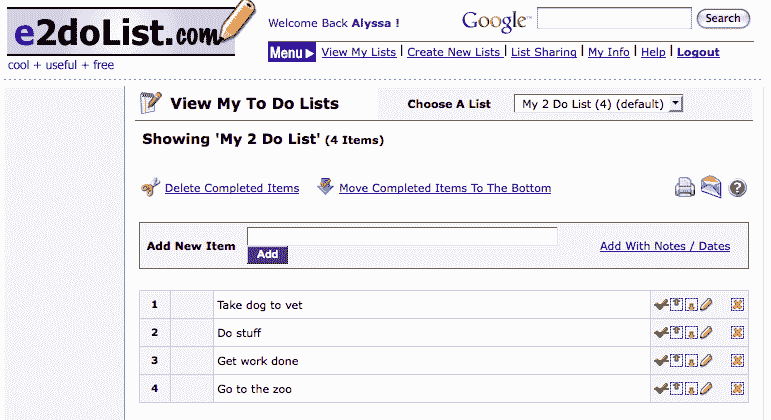 e2doList.com
cool + useful + free
Welcome Back Alyssa !
Google™ Search
Menu View My Lists | Create New Lists | List Sharing | My Info | Help | Logout
View My To Do Lists Choose A List My 2 Do List (4) (default)
Showing 'My 2 Do List' (4 Items)
Delete Completed Items Move Completed Items To The Bottom ?
Add New Item Add With Notes / Dates
Add
1 Take dog to vet
2 Do stuff
3 Get work done
4 Go to the zoo